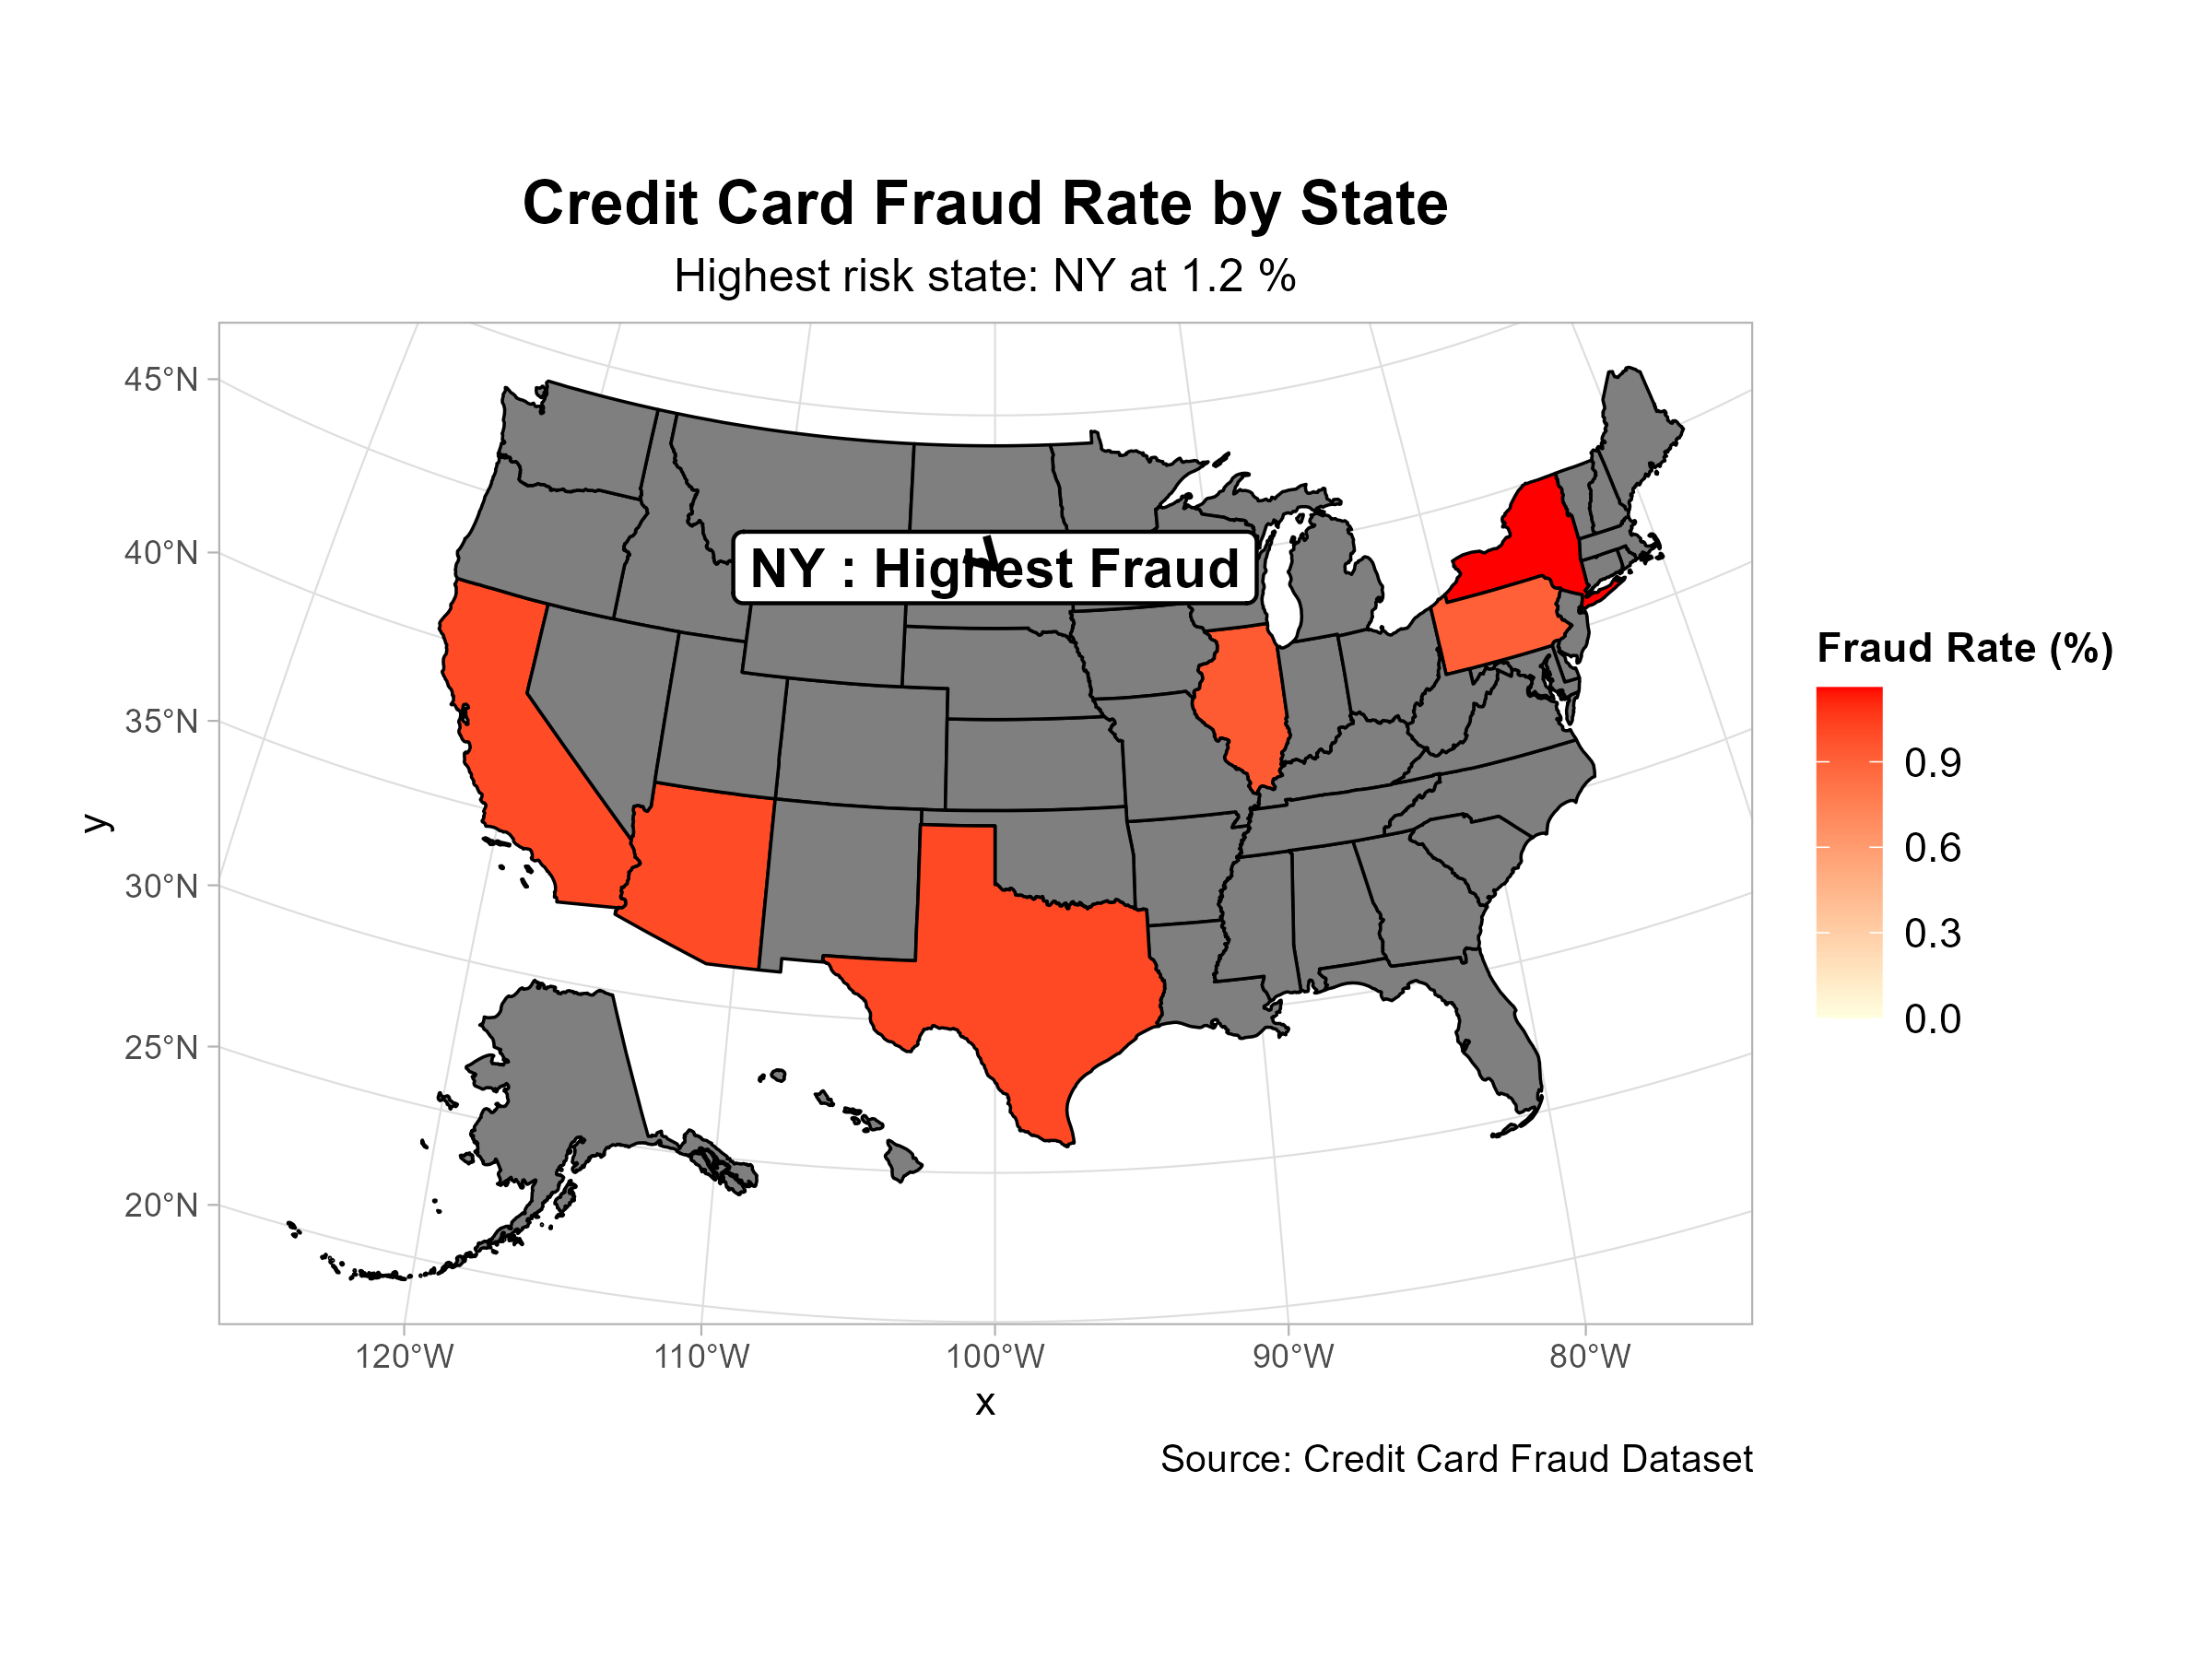 Credit Card Fraud Rate by State
Highest risk state: NY at 1.2 %
45°N
40°N
35°N
30°N
25°N
20°N
y
NY : Highest Fraud
120°W
110°W
100°W
90°W
80°W
x
Fraud Rate (%)
0.9
0.6
0.3
0.0
Source: Credit Card Fraud Dataset